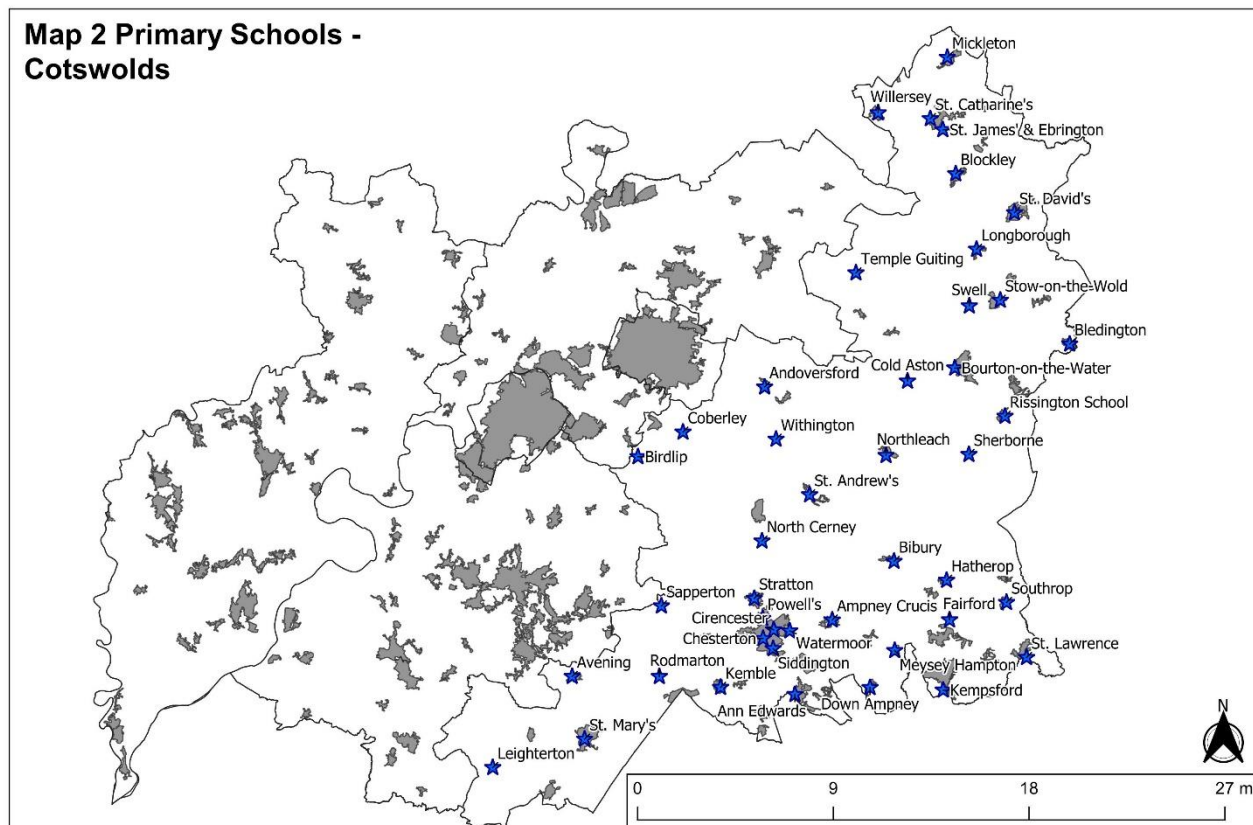 Map 2 Primary Schools -
Cotswolds
Mickleton
Willersey
St. Catharine's
St. James' & Ebrington
Blockley
St. David's
Longborough
Temple Guiting
Swell
Stow-on-the-Wold
Bledington
Cold Aston
Bourton-on-the-Water
Andoversford
Rissington School
Coberley
Withington
Northleach
Sherborne
Birdlip
St. Andrew's
North Cerney
Bibury
Hatherop
Stratton
Southrop
Sapperton
Powell's
Ampney Crucis
Fairford
Cirencester
Chesterton
Watermoor
St. Lawrence
Siddington
Meysey Hampton
Avening
Rodmarton
Kemble
Kempsford
Down Ampney
Ann Edwards
St. Mary's
Leighterton
N
0 9 18 27 m